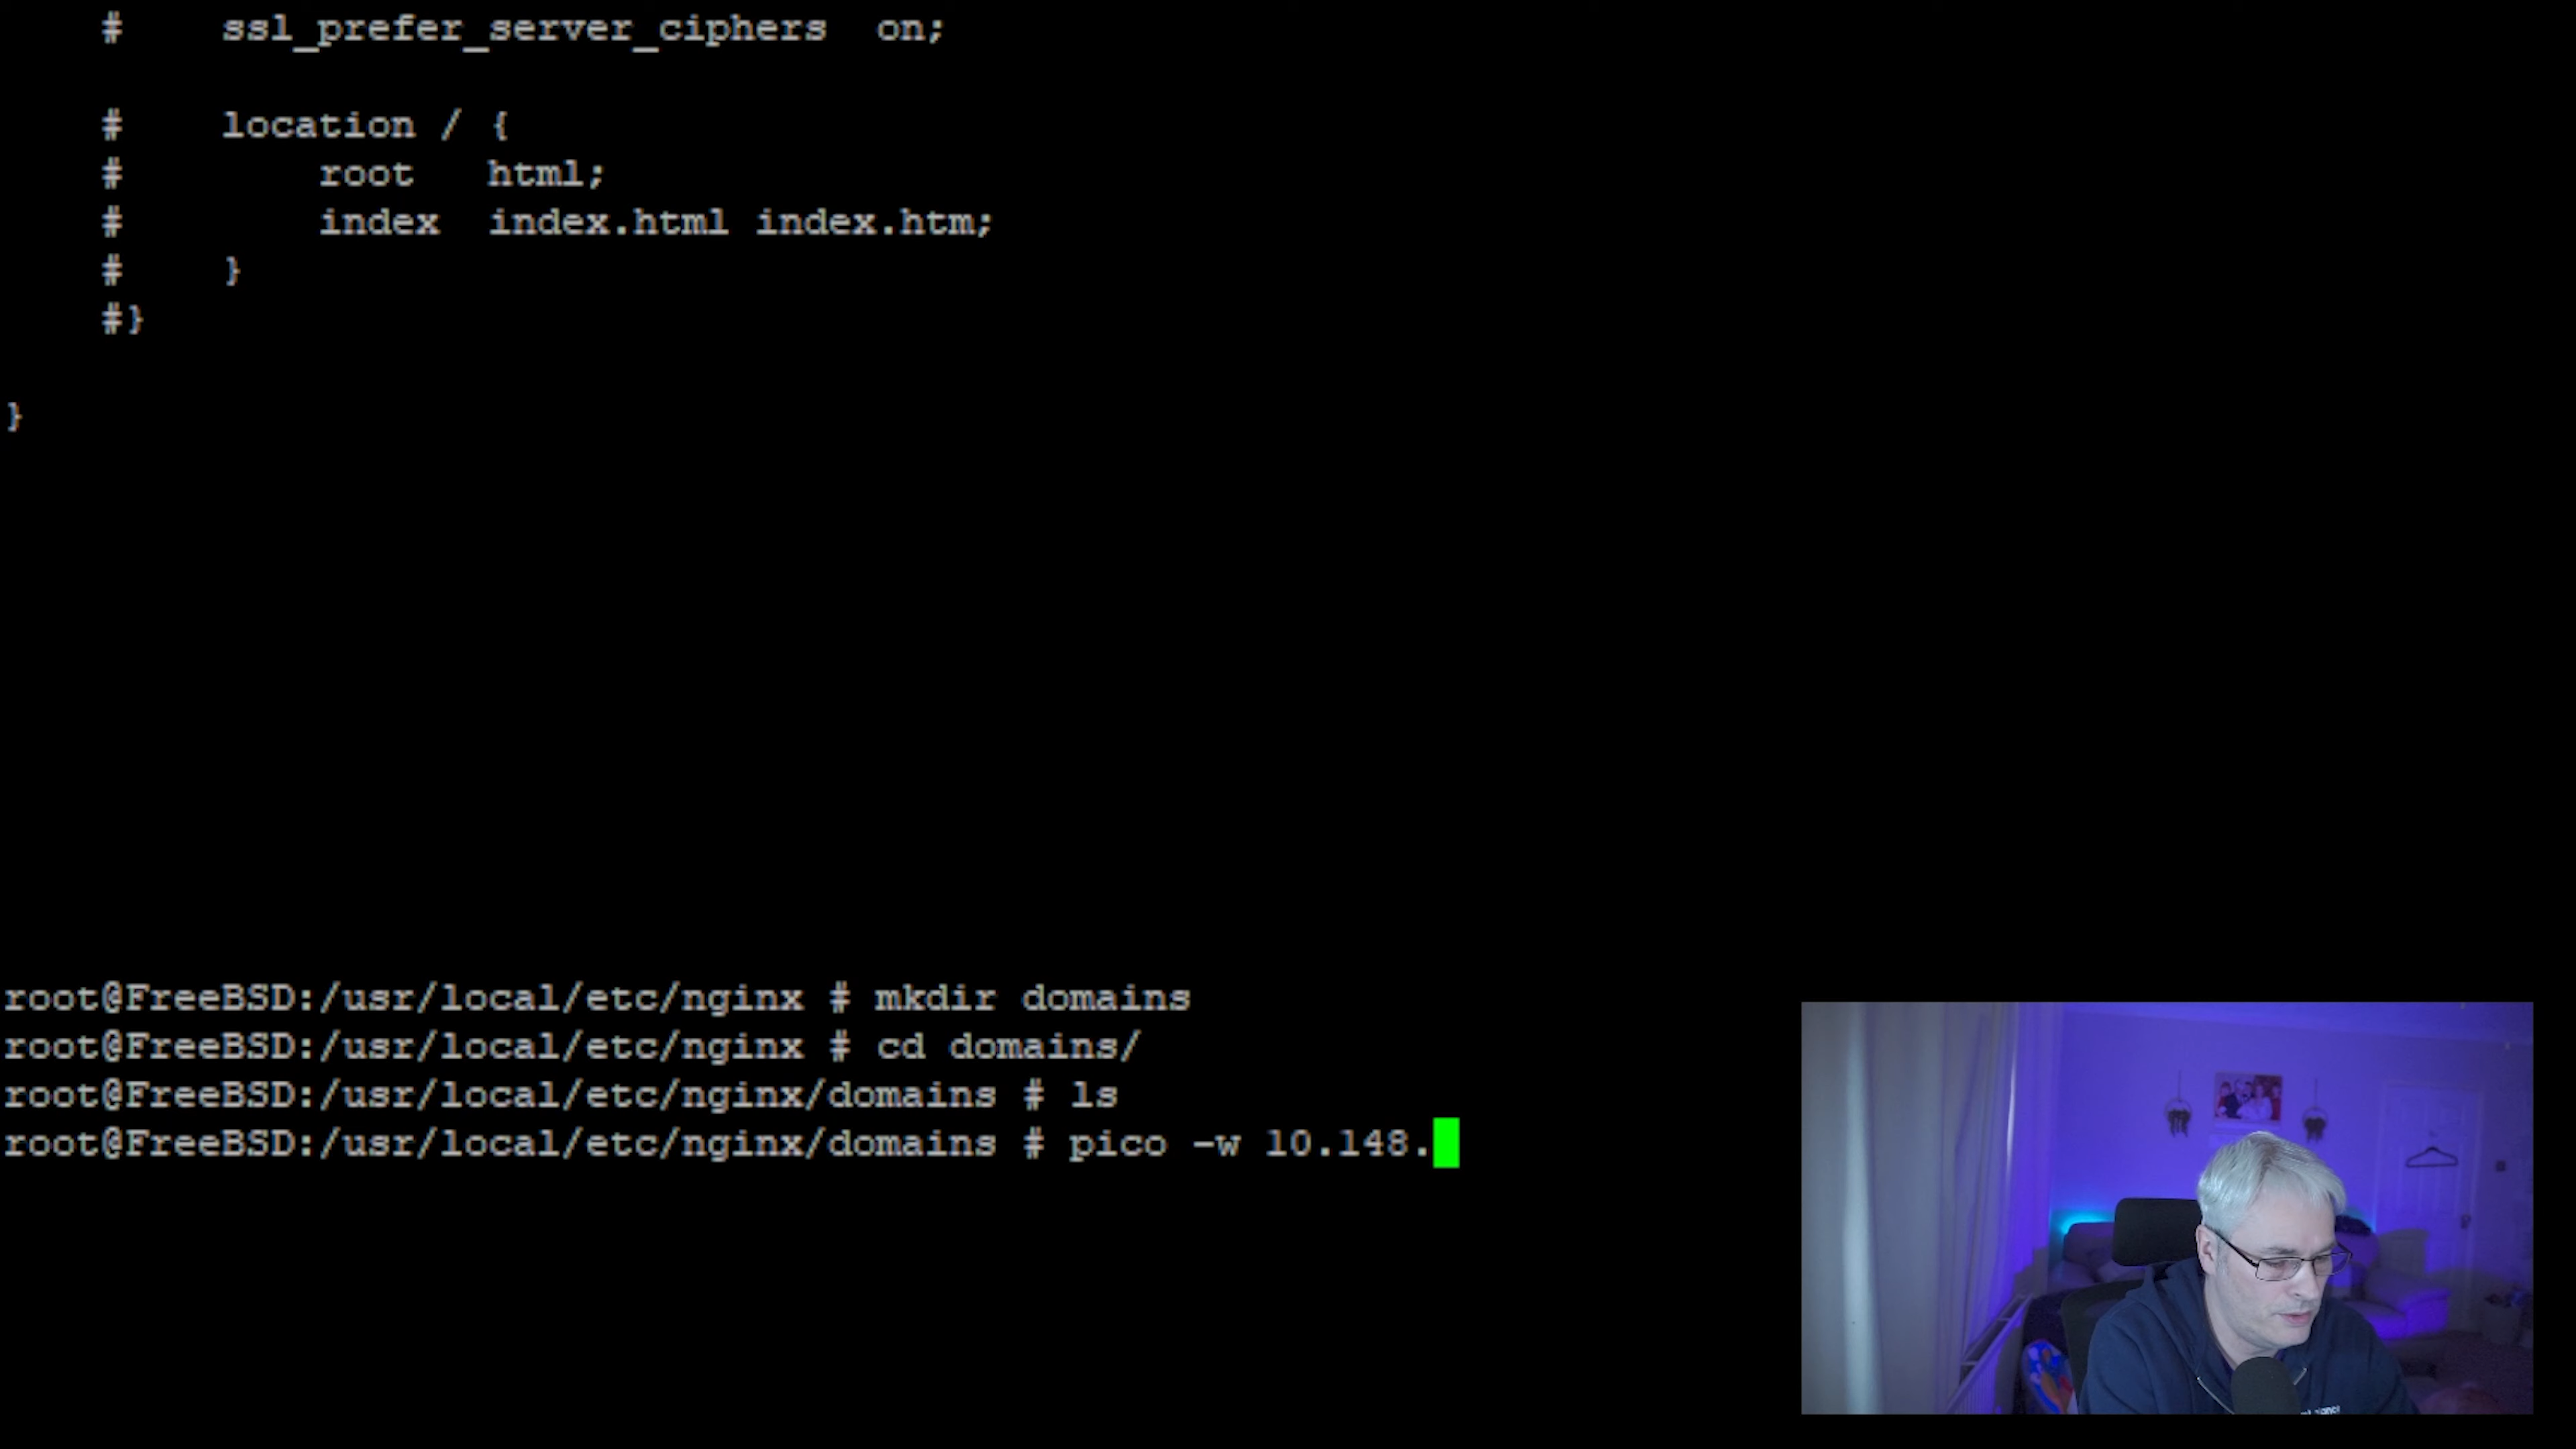 #    ssl_prefer_server_ciphers  on;
#    location / {
#        root   html;
#        index  index.html index.htm;
#    }
#}
}
root@FreeBSD:/usr/local/etc/nginx # mkdir domains
root@FreeBSD:/usr/local/etc/nginx # cd domains/
root@FreeBSD:/usr/local/etc/nginx/domains # ls
root@FreeBSD:/usr/local/etc/nginx/domains # pico -w 10.148.